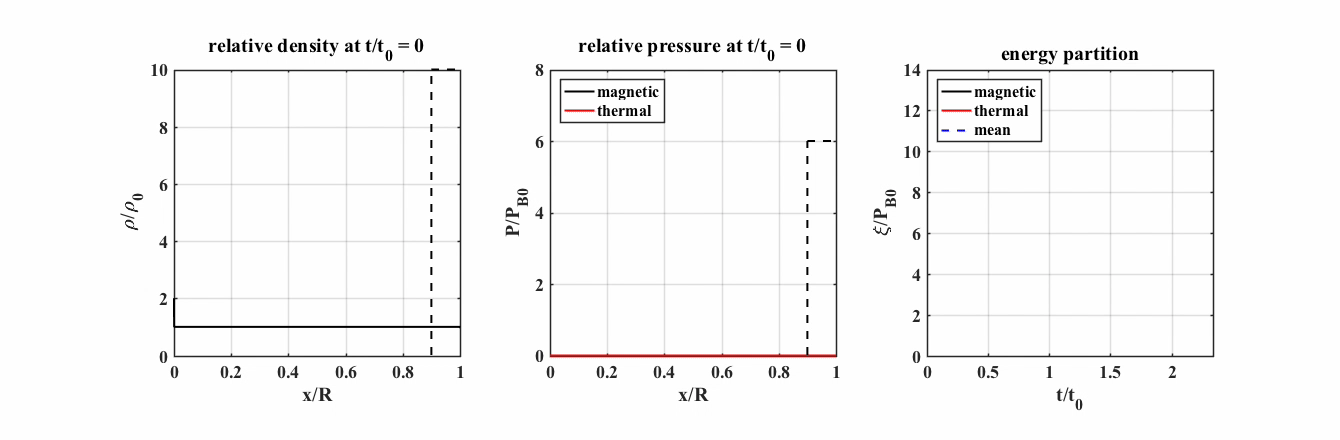 relative density at t/t0 = 0
10
8
6
4
2
0
ρ/ρ0
0 0.2 0.4 0.6 0.8 1
x/R
relative pressure at t/t0 = 0
magnetic
thermal
8
6
4
2
0
P/PB0
0 0.2 0.4 0.6 0.8 1
x/R
energy partition
magnetic
thermal
mean
14
12
10
8
6
4
2
0
ξ/PB0
0 0.5 1 1.5 2
t/t0